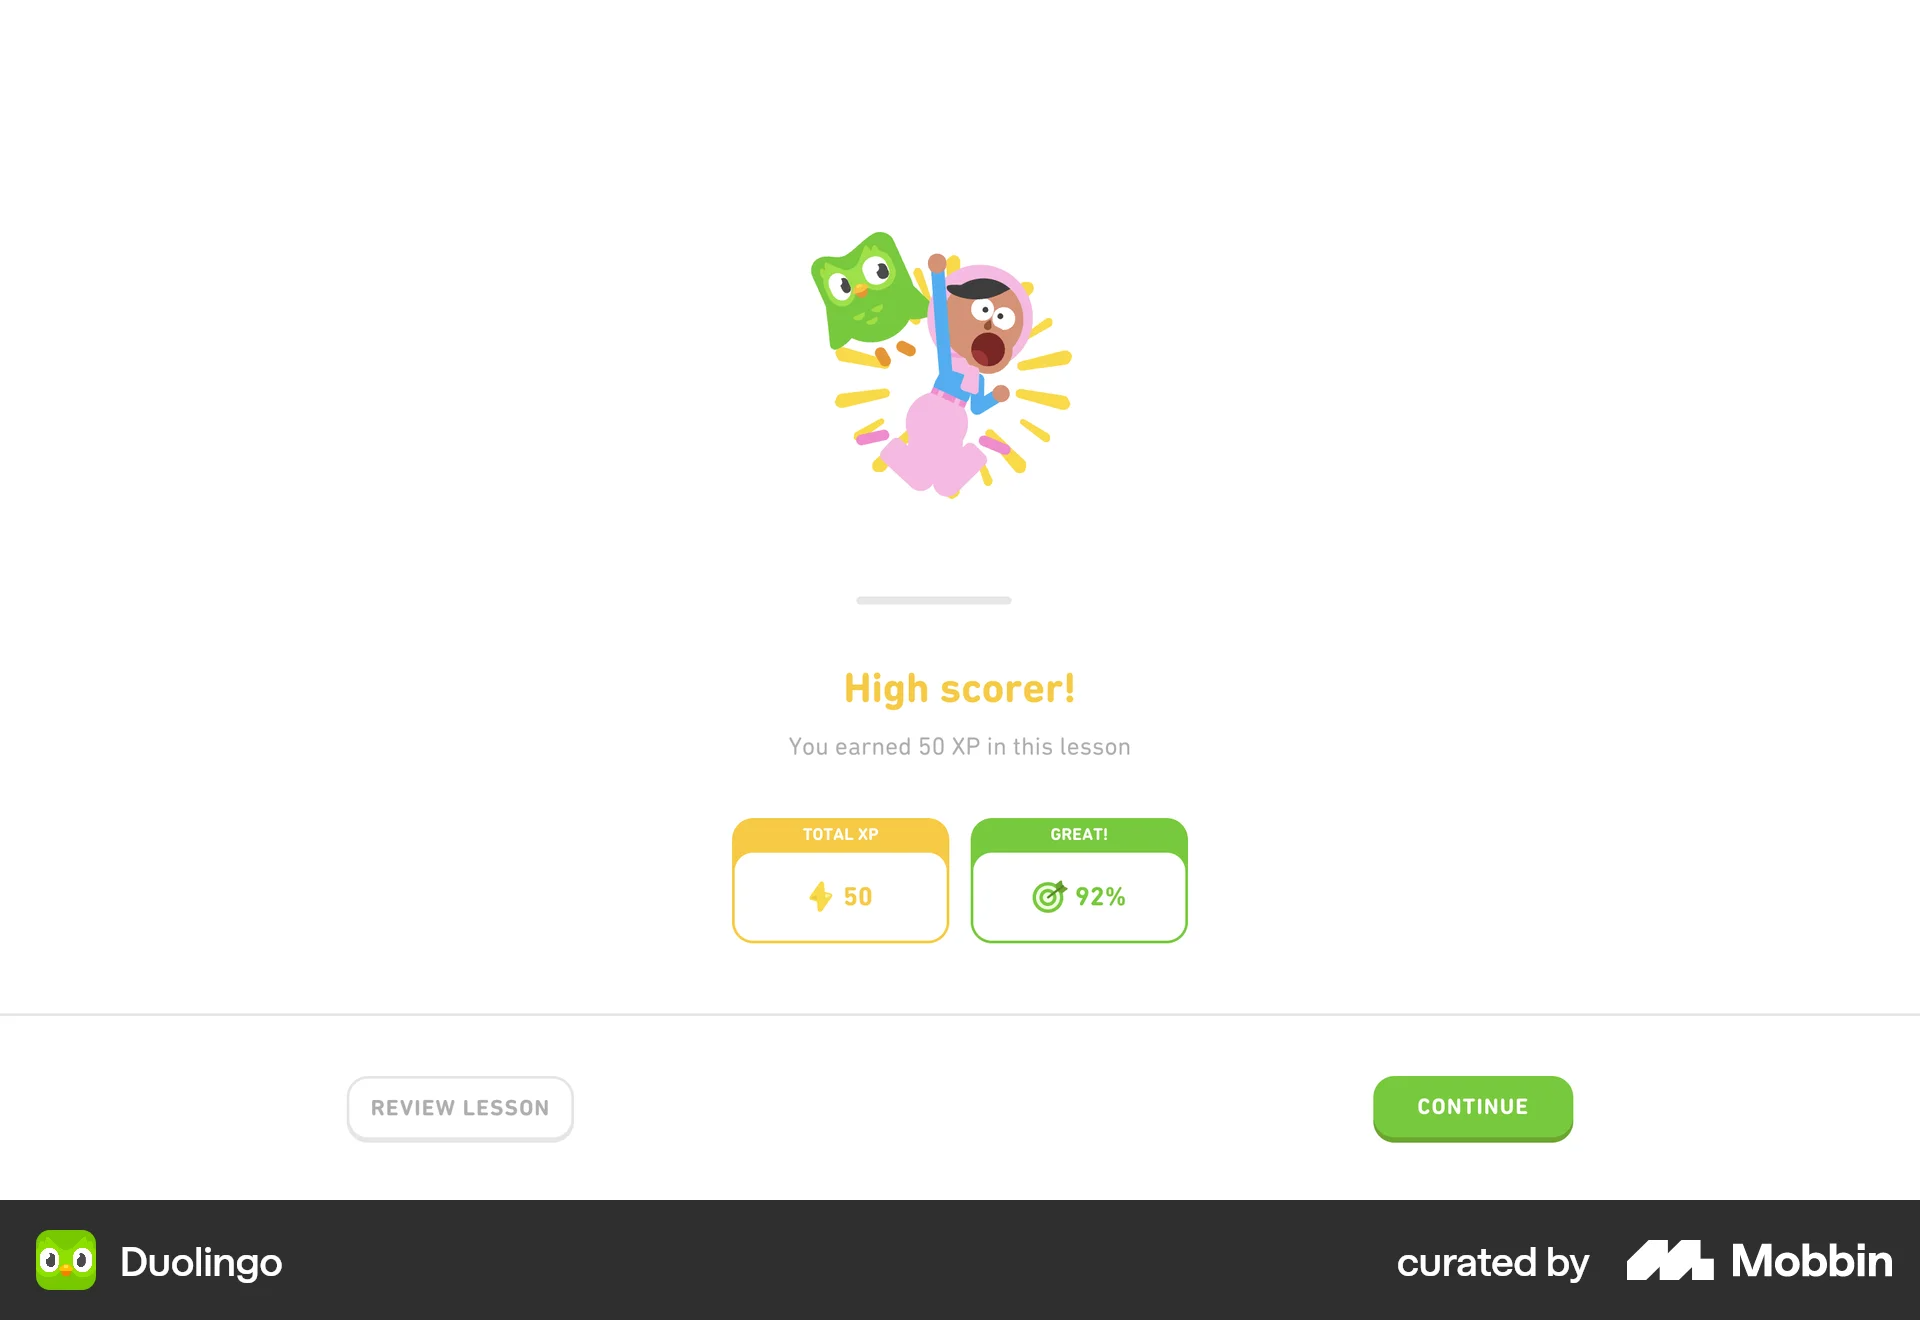 High scorer!
You earned 50 XP in this lesson
TOTAL XP
50
GREAT!
92%
REVIEW LESSON
CONTINUE
Duolingo
curated by Mobbin